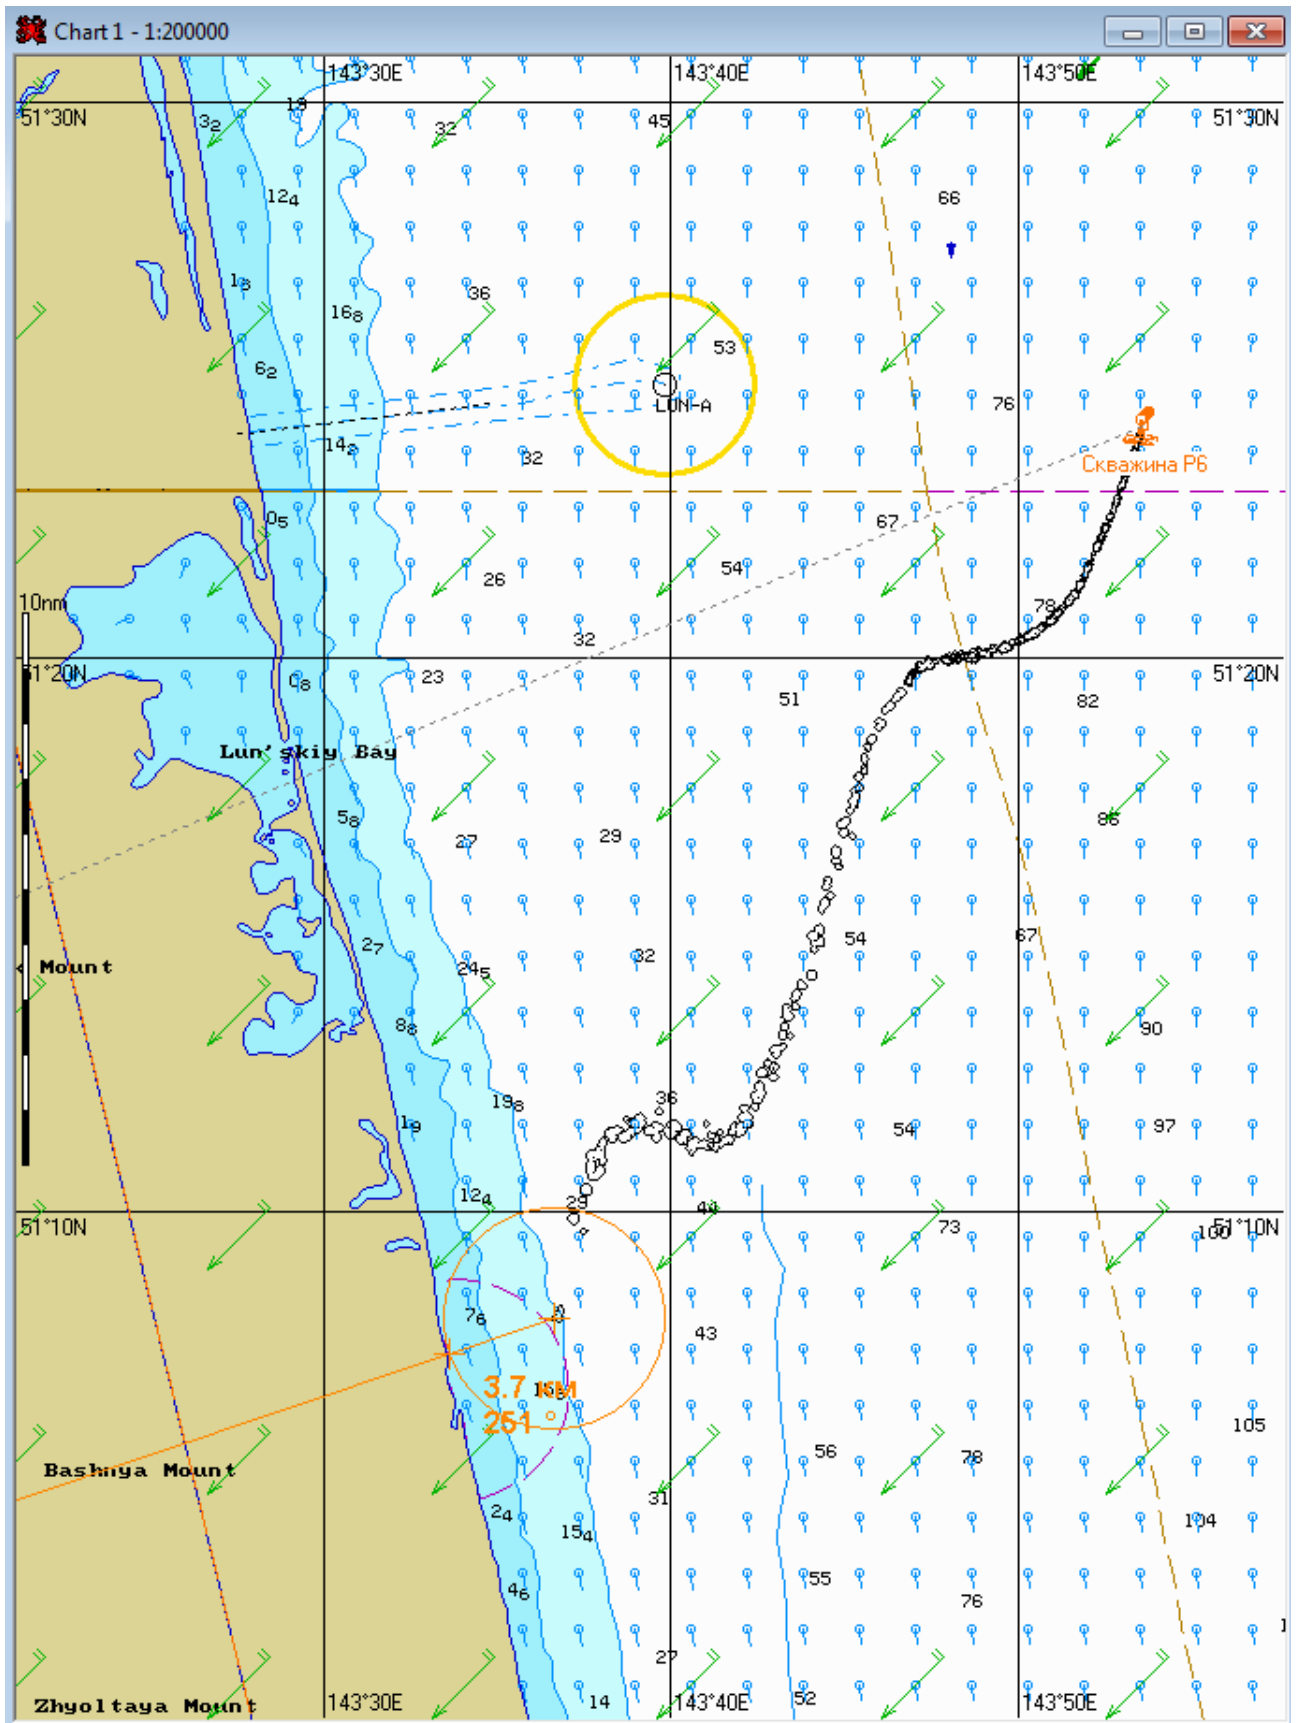 Chart 1 - 1:200000
143°30E 143°40E 143°50E
19
51°30N 3₂ 32 45 51°30N
12₄ 66
1₃ 36
16₈
53
6₂
LUN-A 76
14₂ 32 Скважина P6
0₅ 67
26 54
10nm 78
32
51°20N 0₈ 23 51 82 51°20N
Lun'skiy Bay
5₈ 27 29 86
2₇ 32 54 67
Mount 24₅
8₈ 90
19₈ 36
1₉ 54 97
12₄ 29 44
51°10N 73 100 51°10N
7₆ 43
3.7 км
251 °
105
Bashnya Mount 56 78
2₄ 31
15₄ 104
4₆ 55 76
27
Zhyoltaya Mount 143°30E 14 143°40E 52 143°50E